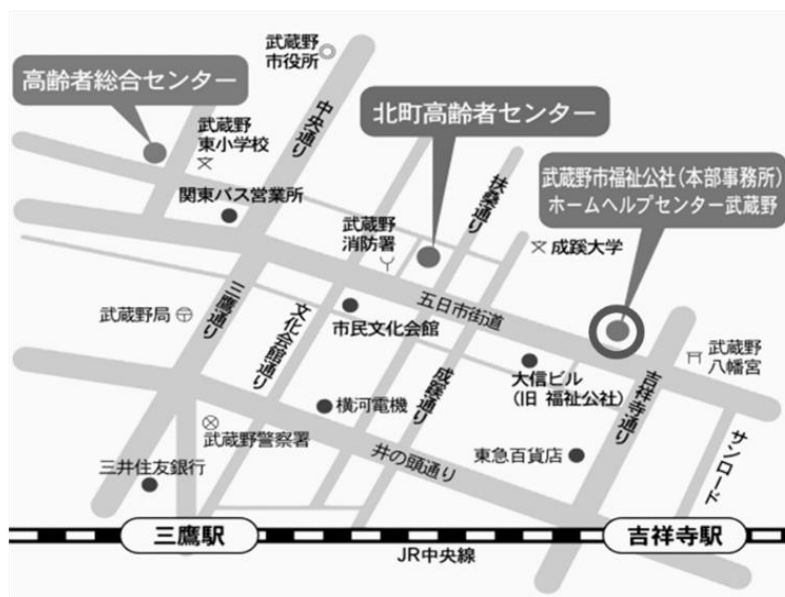 武蔵野
市役所
高齢者総合センター
中央通り
北町高齢者センター
武蔵野
東小学校
扶桑通り
武蔵野市福祉公社(本部事務所)
ホームヘルプセンター武蔵野
関東バス営業所
武蔵野
消防署
成蹊大学
三鷹通り
五日市街道
武蔵野局
文化会館通り
市民文化会館
武蔵野
八幡宮
大信ビル
(旧 福祉公社)
成蹊通り
吉祥寺通り
横河電機
武蔵野警察署
井の頭通り
東急百貨店
サンロード
三井住友銀行
三鷹駅
吉祥寺駅
JR中央線